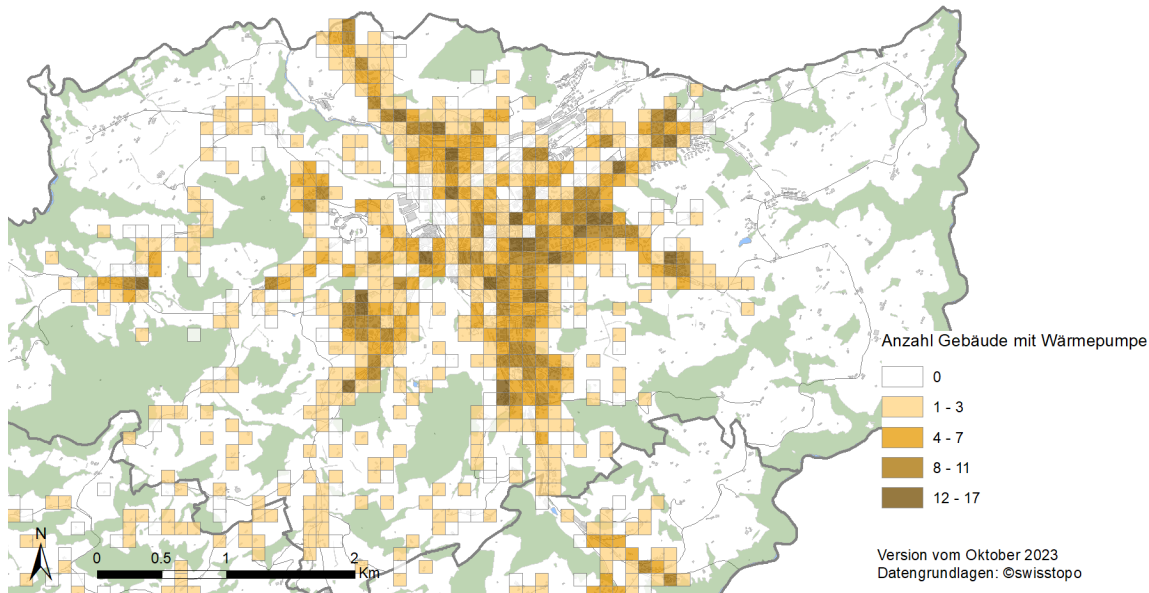 Anzahl Gebäude mit Wärmepumpe
0
1 - 3
4 - 7
8 - 11
12 - 17
N
0 0.5 1 2
Km
Version vom Oktober 2023
Datengrundlagen: ©swisstopo